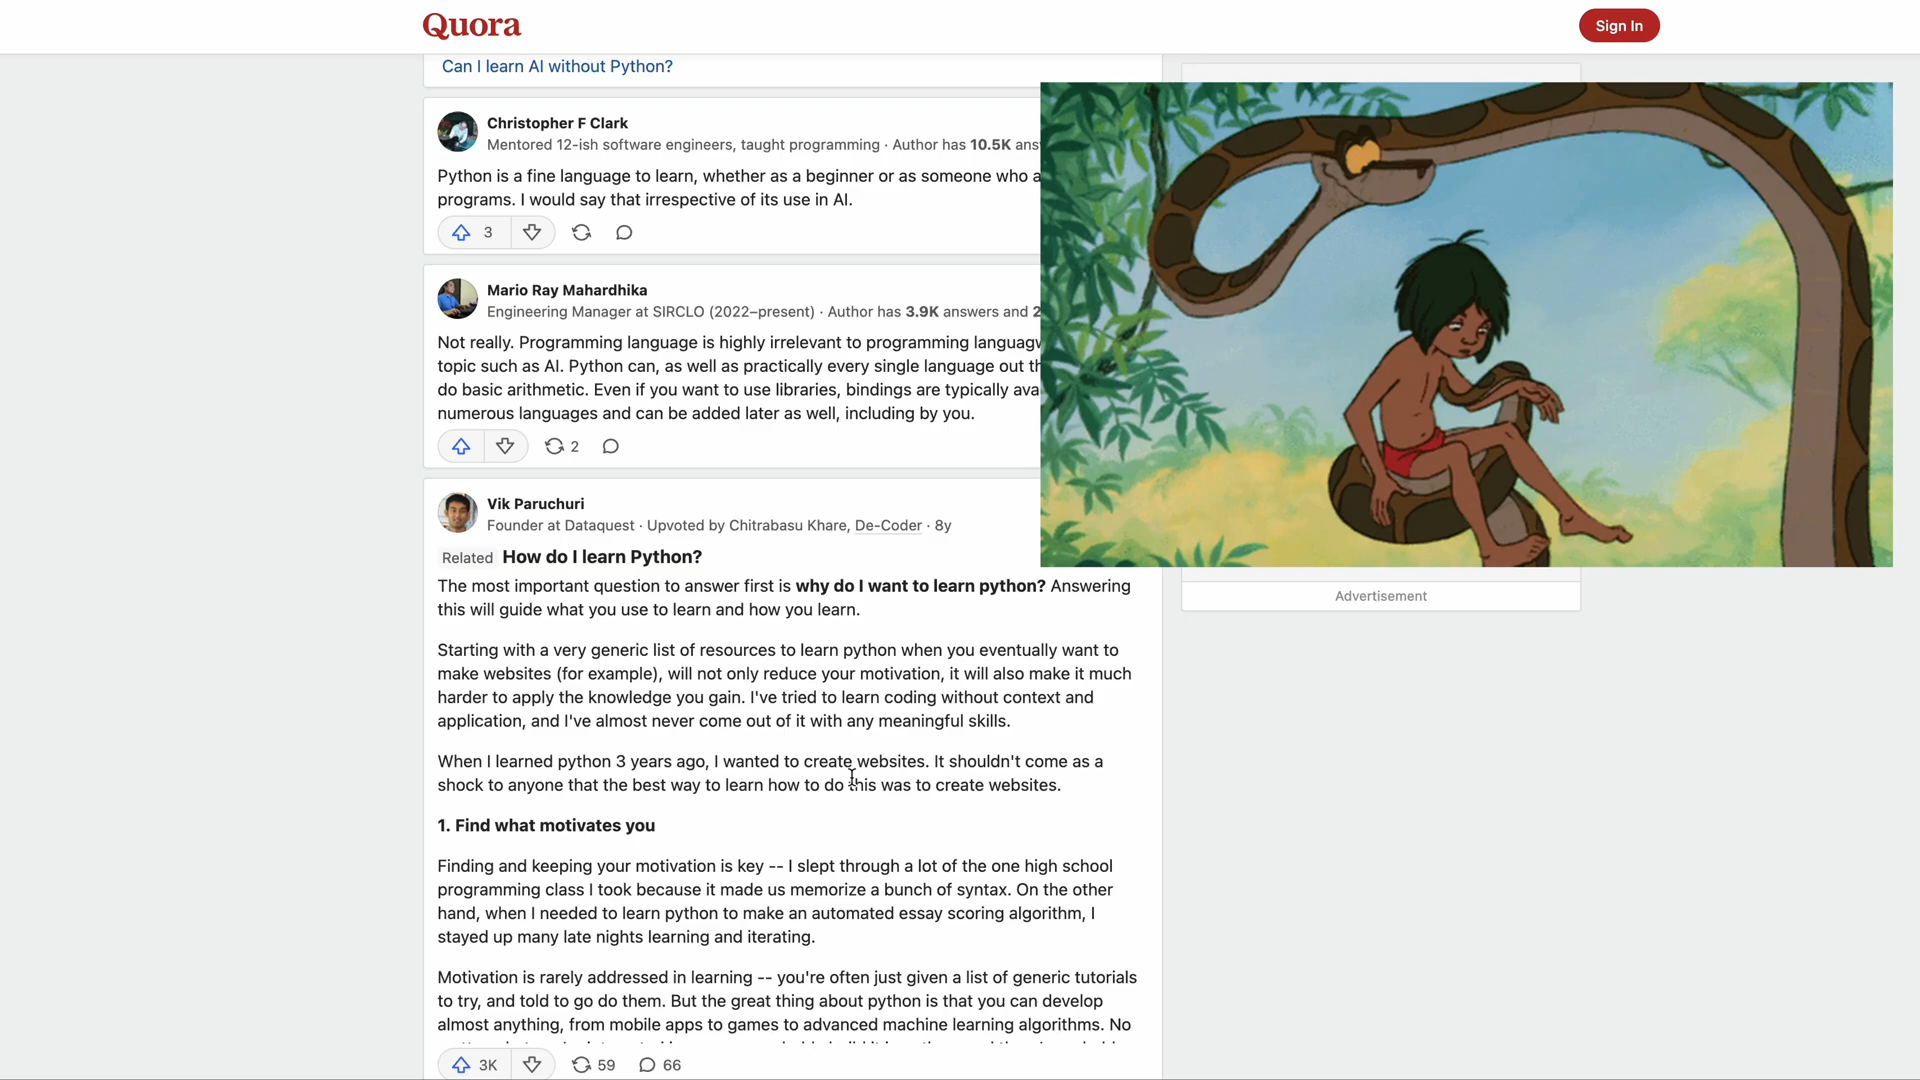 Quora
Sign In
Can I learn AI without Python?
Christopher F Clark
Mentored 12-ish software engineers, taught programming · Author has 10.5K
Python is a fine language to learn, whether as a beginner or as someone who
programs. I would say that irrespective of its use in AI.
3
Mario Ray Mahardhika
Engineering Manager at SIRCLO (2022–present) · Author has 3.9K answers and
Not really. Programming language is highly irrelevant to programming
topic such as AI. Python can, as well as practically every single language out
do basic arithmetic. Even if you want to use libraries, bindings are typically
numerous languages and can be added later as well, including by you.
2
Vik Paruchuri
Founder at Dataquest · Upvoted by Chitrabasu Khare, De-Coder · 8y
Related How do I learn Python?
The most important question to answer first is why do I want to learn python? Answering
this will guide what you use to learn and how you learn.
Starting with a very generic list of resources to learn python when you eventually want to
make websites (for example), will not only reduce your motivation, it will also make it much
harder to apply the knowledge you gain. I've tried to learn coding without context and
application, and I've almost never come out of it with any meaningful skills.
When I learned python 3 years ago, I wanted to create websites. It shouldn't come as a
shock to anyone that the best way to learn how to do this was to create websites.
1. Find what motivates you
Finding and keeping your motivation is key -- I slept through a lot of the one high school
programming class I took because it made us memorize a bunch of syntax. On the other
hand, when I needed to learn python to make an automated essay scoring algorithm, I
stayed up many late nights learning and iterating.
Motivation is rarely addressed in learning -- you're often just given a list of generic tutorials
to try, and told to go do them. But the great thing about python is that you can develop
almost anything, from mobile apps to games to advanced machine learning algorithms. No
3K
59
66
Advertisement